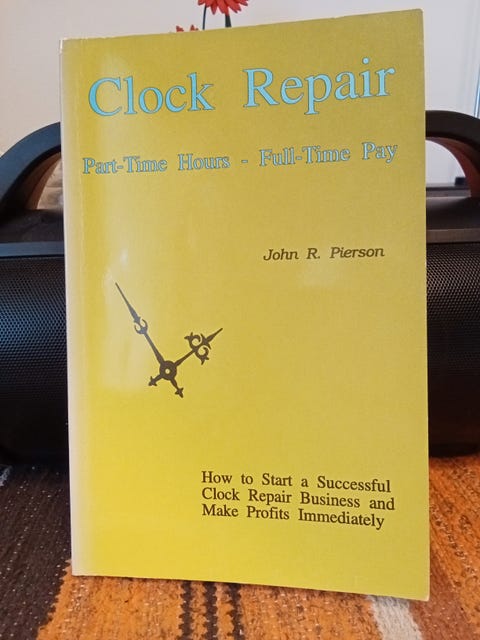 Clock Repair
Part-Time Hours - Full-Time Pay
John R. Pierson
How to Start a Successful
Clock Repair Business and
Make Profits Immediately